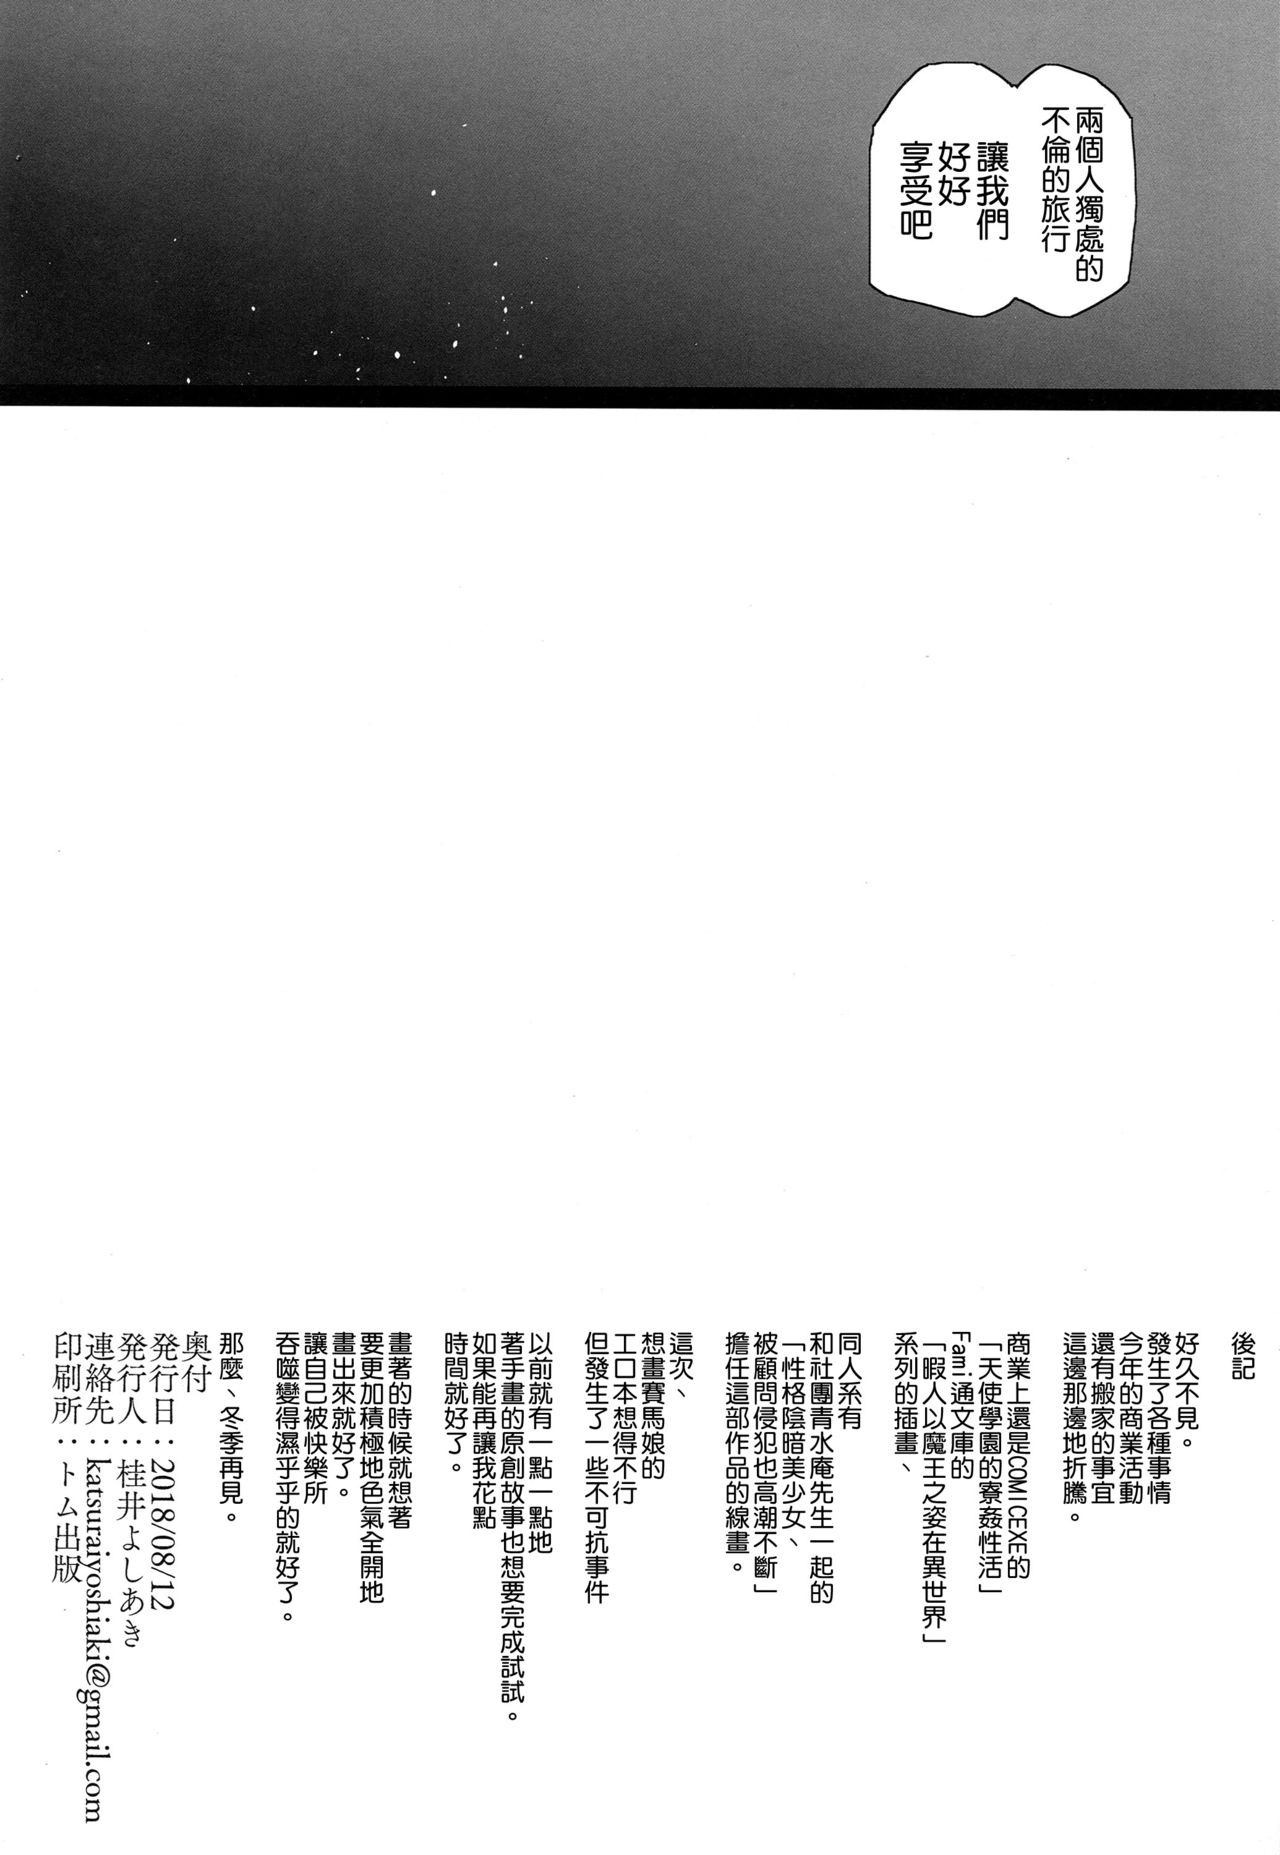 兩個人獨處的
不倫的旅行
讓我們
好好
享受吧
後記
好久不見。
發生了各種事情
今年的商業活動
還有搬家的事宜
這邊那邊地折騰。
商業上還是COMICEXE的
「天使學園的寮姦性活」
Fami通文庫的
「暇人以魔王之姿在異世界」
系列的插畫、
同人系有
和社團青水庵先生一起的
「性格陰暗美少女、
被顧問侵犯也高潮不斷」
擔任這部作品的線畫。
這次、
想畫賽馬娘的
工口本想得不行
但發生了一些不可抗事件
以前就有一點一點地
著手畫的原創故事也想要完成試試。
如果能再讓我花點
時間就好了。
畫著的時候就想著
要更加積極地色氣全開地
畫出來就好了。
讓自己被快樂所
吞噬變得濕乎乎的就好了。
那麼、冬季再見。
奥付
発行日：2018/08/12
発行人：桂井よしあき
連絡先：katsuraiyoshiaki@gmail.com
印刷所：トム出版